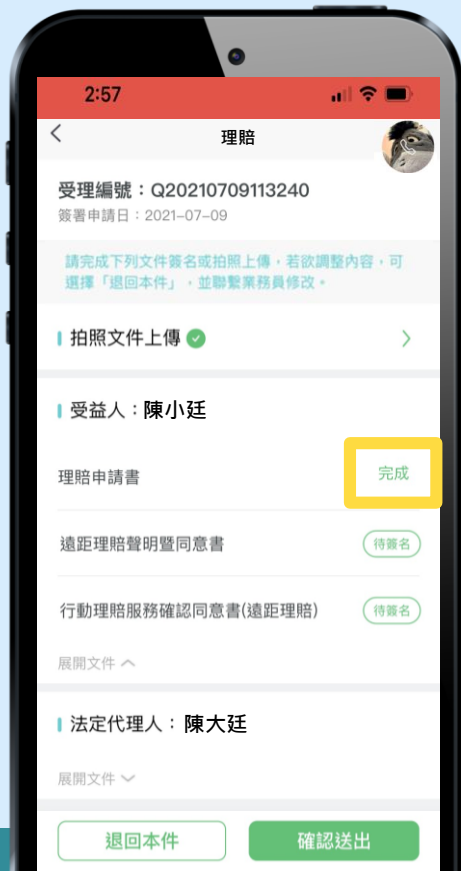 2:57
理賠
受理編號：Q20210709113240
簽署申請日：2021-07-09
請完成下列文件簽名或拍照上傳，若欲調整內容，可
選擇「退回本件」，並聯繫業務員修改。
拍照文件上傳
受益人：陳小廷
理賠申請書 完成
遠距理賠聲明暨同意書 待簽名
行動理賠服務確認同意書(遠距理賠) 待簽名
展開文件
法定代理人：陳大廷
展開文件
退回本件 確認送出